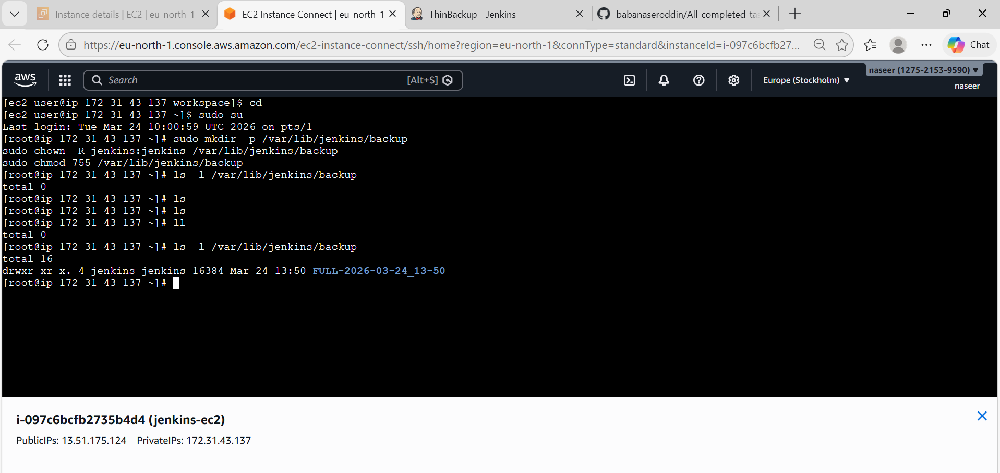 Instance details | EC2 | eu-north-1
EC2 Instance Connect | eu-north-1
ThinBackup - Jenkins
babanaseroddin/All-completed-tas
https://eu-north-1.console.aws.amazon.com/ec2-instance-connect/ssh/home?region=eu-north-1&connType=standard&instanceId=i-097c6bcfb27...
Chat
aws
Search
[Alt+S]
Europe (Stockholm) ▼
naseer (1275-2153-9590) ▼
naseer
[ec2-user@ip-172-31-43-137 workspace]$ cd
[ec2-user@ip-172-31-43-137 ~]$ sudo su -
Last login: Tue Mar 24 10:00:59 UTC 2026 on pts/1
[root@ip-172-31-43-137 ~]# sudo mkdir -p /var/lib/jenkins/backup
sudo chown -R jenkins:jenkins /var/lib/jenkins/backup
sudo chmod 755 /var/lib/jenkins/backup
[root@ip-172-31-43-137 ~]# ls -l /var/lib/jenkins/backup
total 0
[root@ip-172-31-43-137 ~]# ls
[root@ip-172-31-43-137 ~]# ls
[root@ip-172-31-43-137 ~]# ll
total 0
[root@ip-172-31-43-137 ~]# ls -l /var/lib/jenkins/backup
total 16
drwxr-xr-x. 4 jenkins jenkins 16384 Mar 24 13:50 FULL-2026-03-24_13-50
[root@ip-172-31-43-137 ~]#
i-097c6bcfb2735b4d4 (jenkins-ec2)
PublicIPs: 13.51.175.124 PrivateIPs: 172.31.43.137